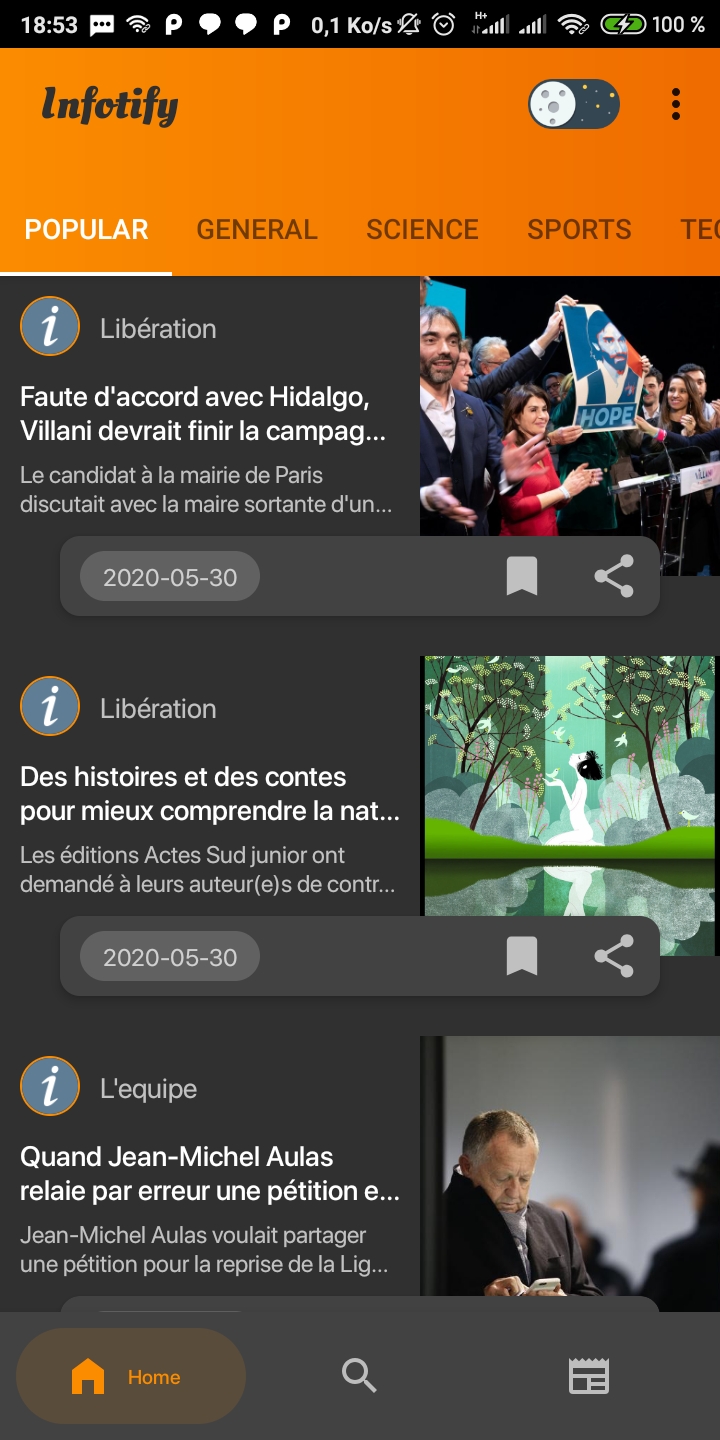 18:53 0,1 Ko/s H+ 100 %
Infotify
POPULAR GENERAL SCIENCE SPORTS TEC
i Libération
Faute d'accord avec Hidalgo,
Villani devrait finir la campag...
Le candidat à la mairie de Paris
discutait avec la maire sortante d'un...
HOPE
2020-05-30
i Libération
Des histoires et des contes
pour mieux comprendre la nat...
Les éditions Actes Sud junior ont
demandé à leurs auteur(e)s de contr...
2020-05-30
i L'equipe
Quand Jean-Michel Aulas
relaie par erreur une pétition e...
Jean-Michel Aulas voulait partager
une pétition pour la reprise de la Lig...
Home